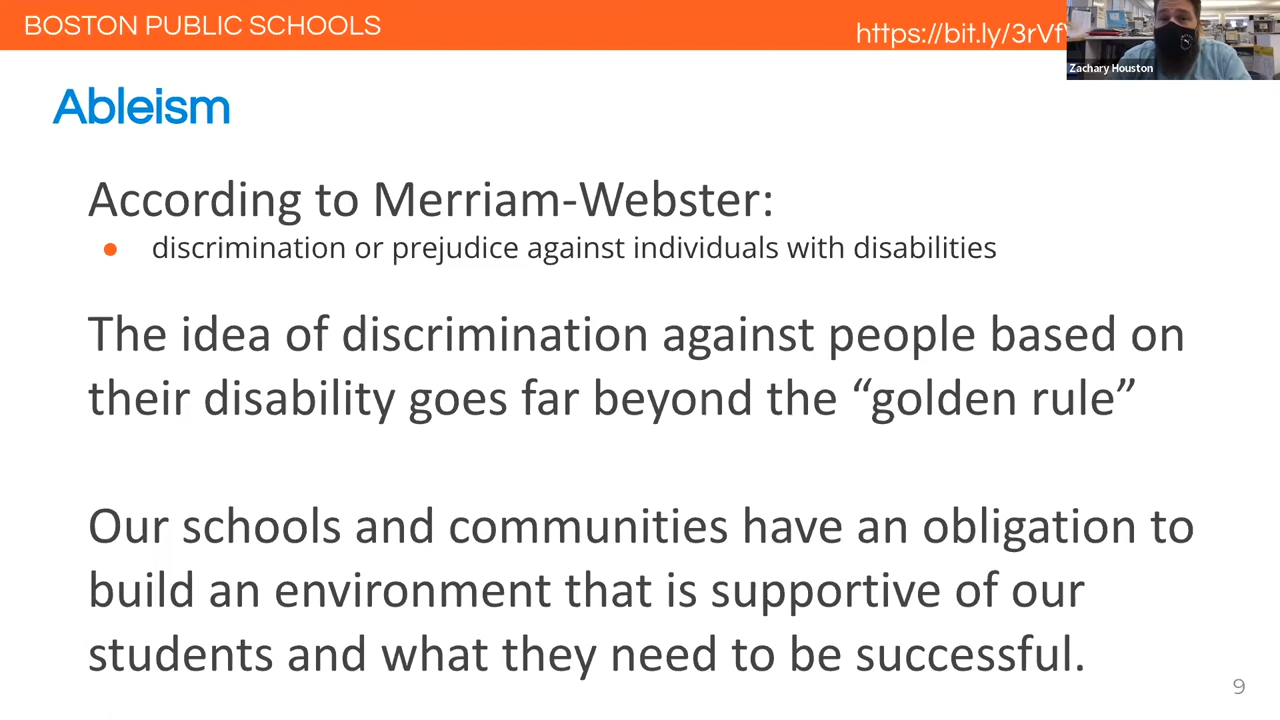 BOSTON PUBLIC SCHOOLS
https://bit.ly/3rVf
Zachary Houston
Ableism
According to Merriam-Webster:
● discrimination or prejudice against individuals with disabilities
The idea of discrimination against people based on
their disability goes far beyond the “golden rule”
Our schools and communities have an obligation to
build an environment that is supportive of our
students and what they need to be successful.
9